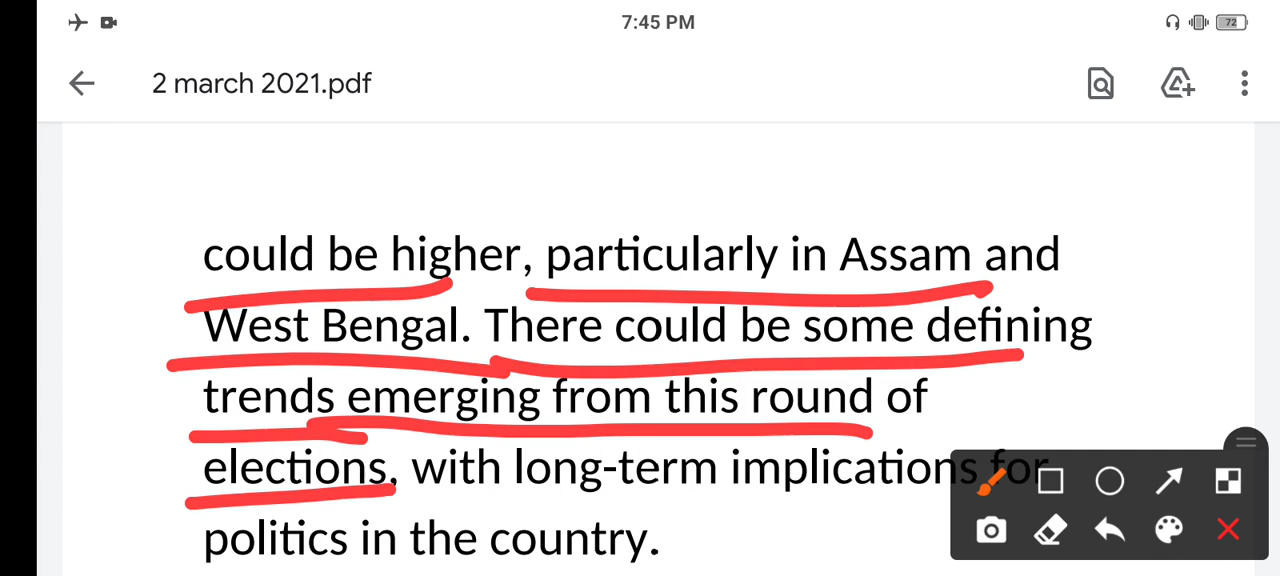 7:45 PM
72
2 march 2021.pdf
could be higher, particularly in Assam and
West Bengal. There could be some defining
trends emerging from this round of
elections, with long-term implications for
politics in the country.